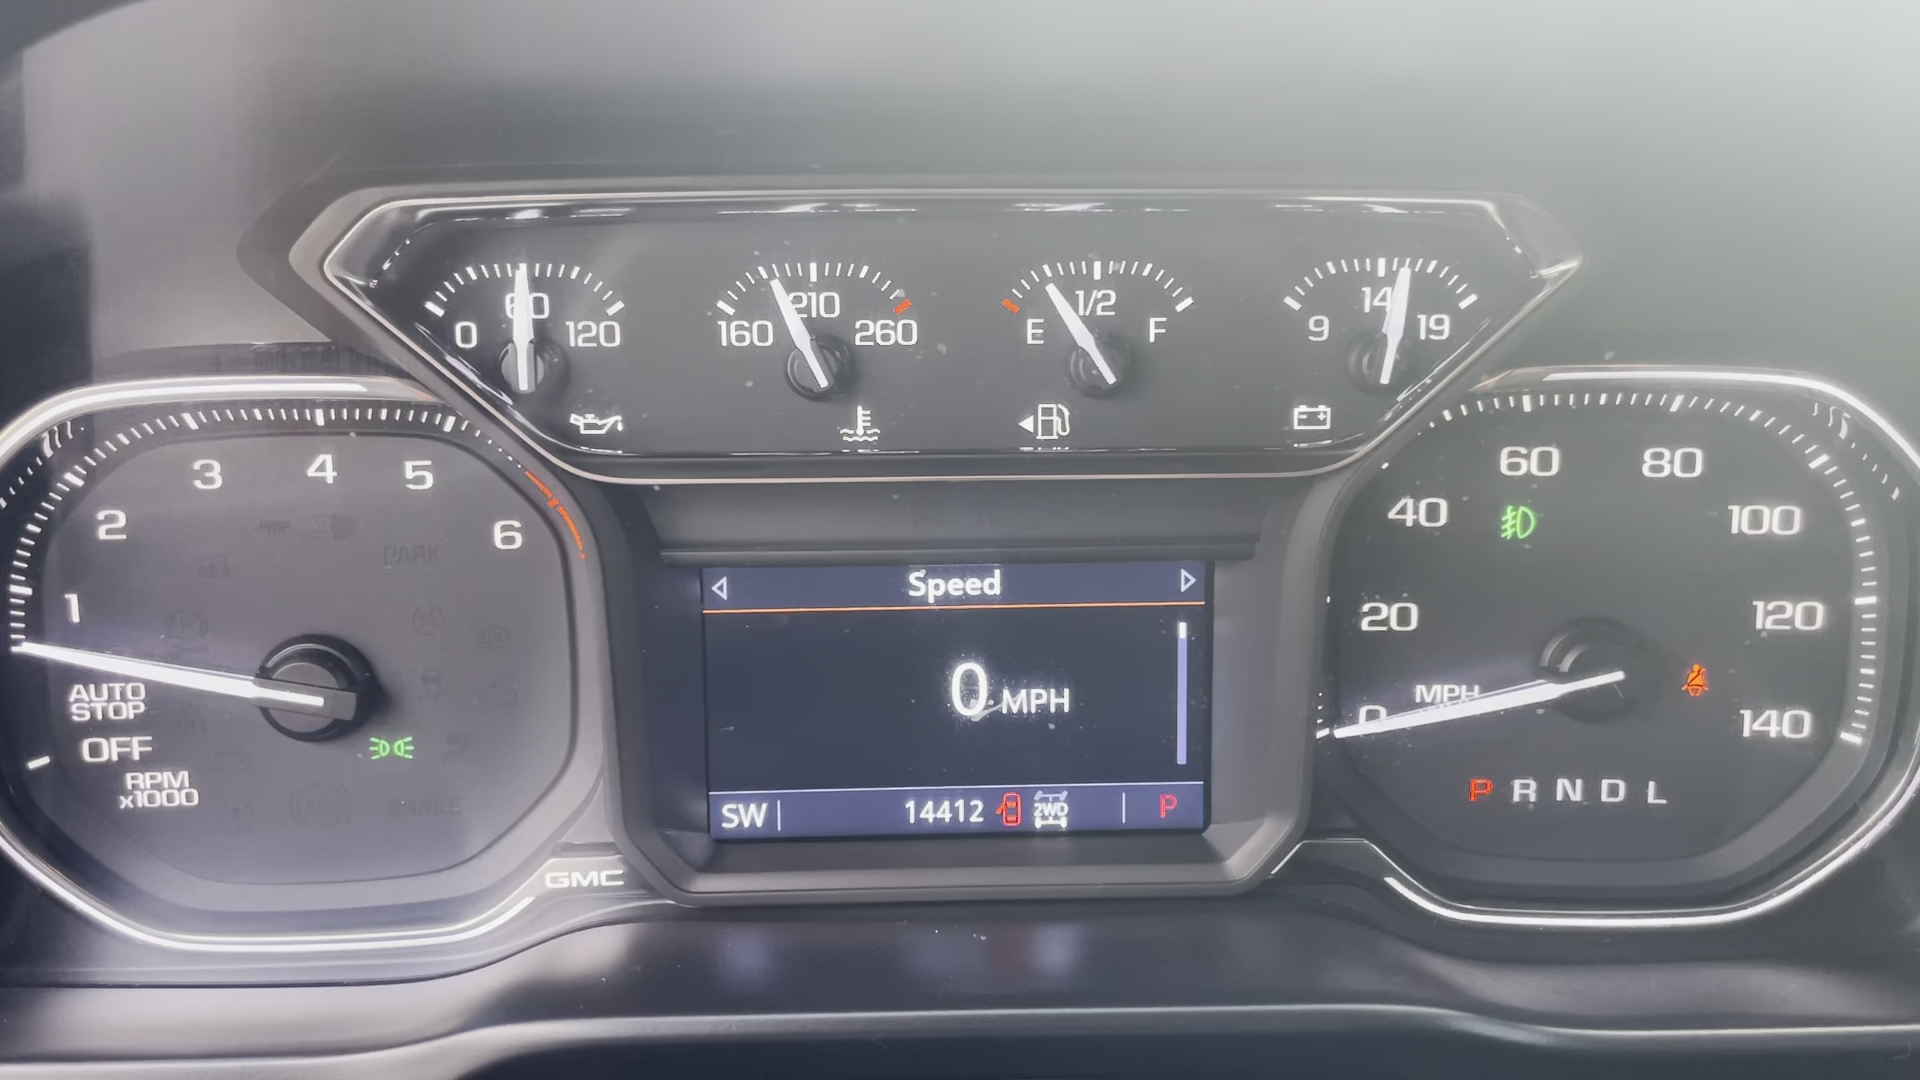 0 60 120
160 210 260
E 1/2 F
9 14 19
1 2 3 4 5 6
AUTO
STOP
OFF
RPM
x1000
PARK
BRAKE
GMC
Speed
0 MPH
SW 14412 2WD P
0 20 40 60 80 100 120 140
MPH
P R N D L